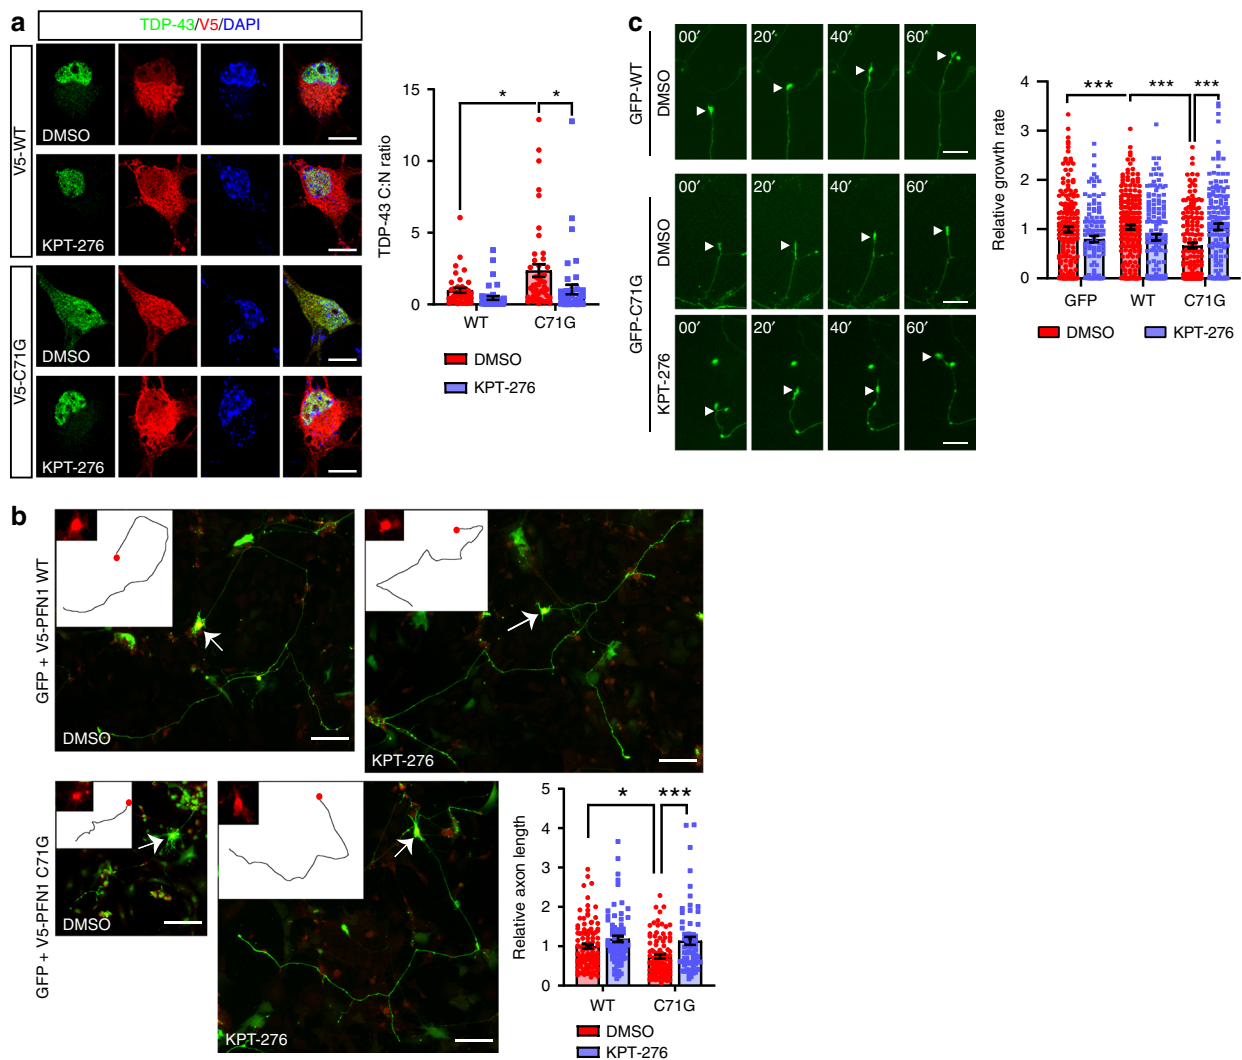 a
TDP-43/V5/DAPI
V5-WT
DMSO
KPT-276
V5-C71G
DMSO
KPT-276
TDP-43 C:N ratio
15
10
5
0
*
*
WT
C71G
DMSO
KPT-276
c
GFP-WT
DMSO
00′
20′
40′
60′
GFP-C71G
DMSO
00′
20′
40′
60′
KPT-276
00′
20′
40′
60′
Relative growth rate
4
3
2
1
0
***
***
***
GFP
WT
C71G
DMSO
KPT-276
b
GFP + V5-PFN1 WT
DMSO
KPT-276
GFP + V5-PFN1 C71G
DMSO
KPT-276
Relative axon length
5
4
3
2
1
0
*
***
WT
C71G
DMSO
KPT-276